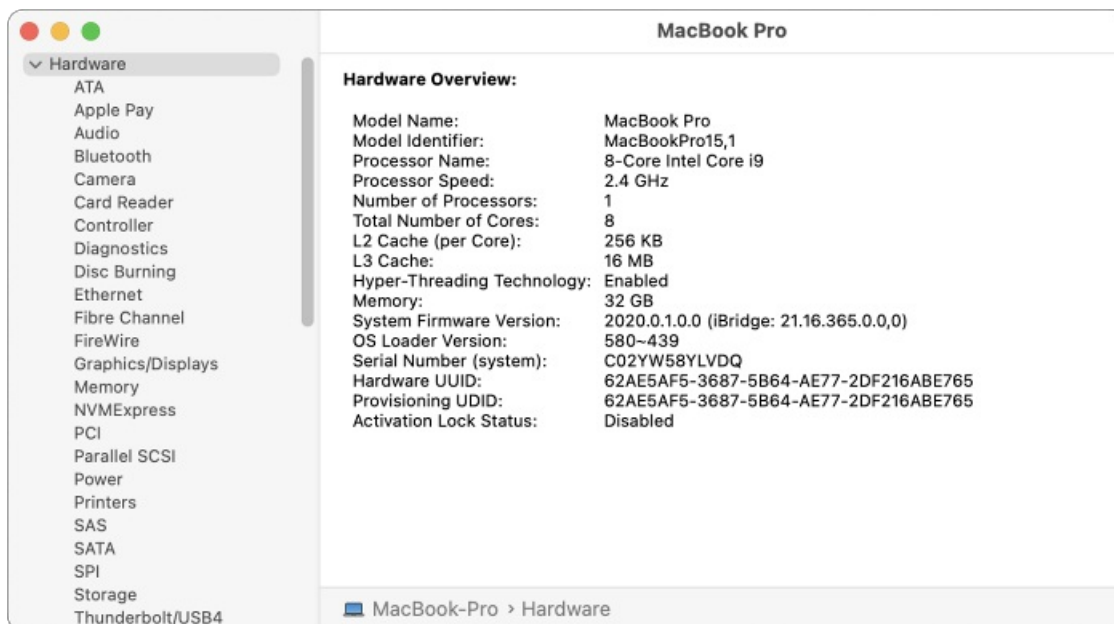 MacBook Pro
Hardware
ATA
Apple Pay
Audio
Bluetooth
Camera
Card Reader
Controller
Diagnostics
Disc Burning
Ethernet
Fibre Channel
FireWire
Graphics/Displays
Memory
NVMExpress
PCI
Parallel SCSI
Power
Printers
SAS
SATA
SPI
Storage
Thunderbolt/USB4
Hardware Overview:
Model Name: MacBook Pro
Model Identifier: MacBookPro15,1
Processor Name: 8-Core Intel Core i9
Processor Speed: 2.4 GHz
Number of Processors: 1
Total Number of Cores: 8
L2 Cache (per Core): 256 KB
L3 Cache: 16 MB
Hyper-Threading Technology: Enabled
Memory: 32 GB
System Firmware Version: 2020.0.1.0.0 (iBridge: 21.16.365.0.0,0)
OS Loader Version: 580~439
Serial Number (system): C02YW58YLVDQ
Hardware UUID: 62AE5AF5-3687-5B64-AE77-2DF216ABE765
Provisioning UDID: 62AE5AF5-3687-5B64-AE77-2DF216ABE765
Activation Lock Status: Disabled
MacBook-Pro › Hardware